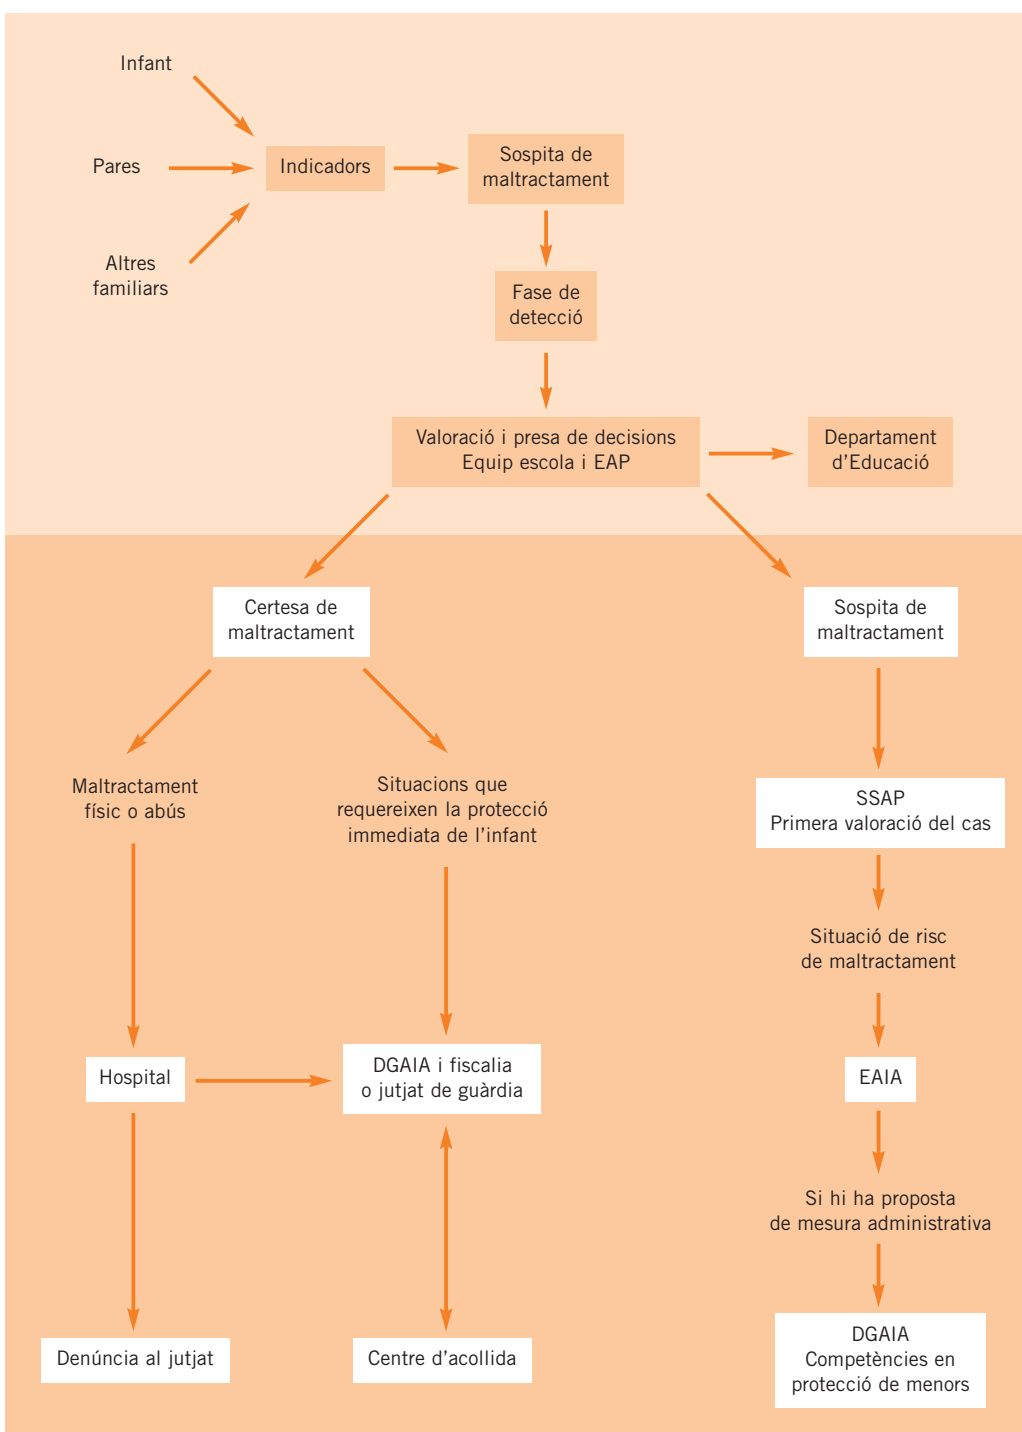 Infant
Pares
Altres
familiars
Indicadors
Sospita de
maltractament
Fase de
detecció
Valoració i presa de decisions
Equip escola i EAP
Departament
d’Educació
Certesa de
maltractament
Sospita de
maltractament
Maltractament
físic o abús
Situacions que
requereixen la protecció
immediata de l’infant
SSAP
Primera valoració del cas
Situació de risc
de maltractament
Hospital
DGAIA i fiscalia
o jutjat de guàrdia
EAIA
Si hi ha proposta
de mesura administrativa
Denúncia al jutjat
Centre d’acollida
DGAIA
Competències en
protecció de menors